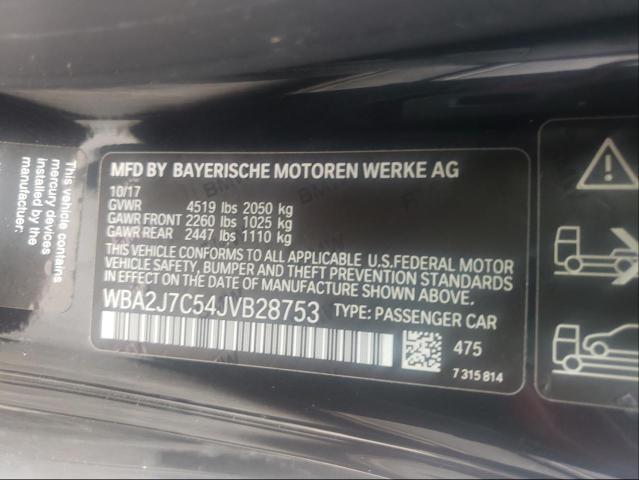 This vehicle contains
mercury devices
installed by the
manufacturer.
MFD BY BAYERISCHE MOTOREN WERKE AG
10/17
GVWR 4519 lbs 2050 kg
GAWR FRONT 2260 lbs 1025 kg
GAWR REAR 2447 lbs 1110 kg
THIS VEHICLE CONFORMS TO ALL APPLICABLE U.S.FEDERAL MOTOR
VEHICLE SAFETY, BUMPER, AND THEFT PREVENTION STANDARDS
IN EFFECT ON THE DATE OF MANUFACTURE SHOWN ABOVE.
WBA2J7C54JVB28753 TYPE: PASSENGER CAR
475
7 315 814